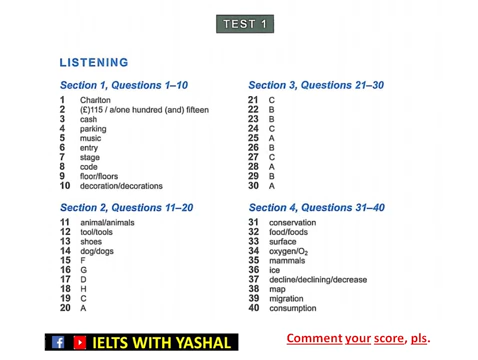 TEST 1
LISTENING
Section 1, Questions 1–10
1 Charlton
2 (£)115 / a/one hundred (and) fifteen
3 cash
4 parking
5 music
6 entry
7 stage
8 code
9 floor/floors
10 decoration/decorations
Section 2, Questions 11–20
11 animal/animals
12 tool/tools
13 shoes
14 dog/dogs
15 F
16 G
17 D
18 H
19 C
20 A
Section 3, Questions 21–30
21 C
22 B
23 B
24 C
25 A
26 B
27 C
28 A
29 B
30 A
Section 4, Questions 31–40
31 conservation
32 food/foods
33 surface
34 oxygen/O₂
35 mammals
36 ice
37 decline/declining/decrease
38 map
39 migration
40 consumption
IELTS WITH YASHAL
Comment your score, pls.